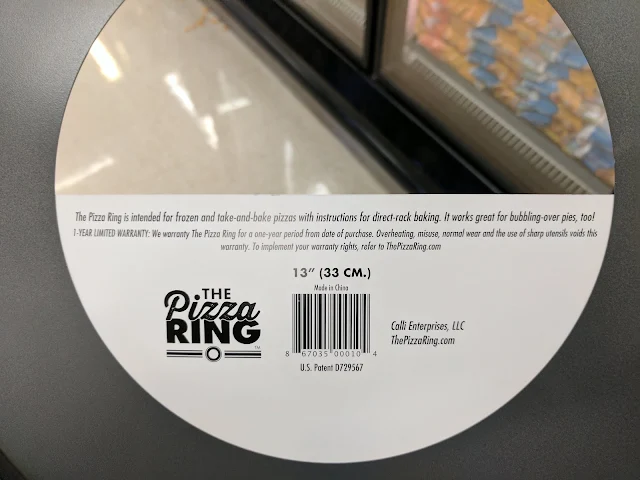 The Pizza Ring is intended for frozen and take-and-bake pizzas with instructions for direct-rack baking. It works great for bubbling-over pies, too!
1-YEAR LIMITED WARRANTY: We warranty The Pizza Ring for a one-year period from date of purchase. Overheating, misuse, normal wear and the use of sharp utensils voids this
warranty. To implement your warranty rights, refer to ThePizzaRing.com
13" (33 CM.)
Made in China
THE
Pizza
RING
TM
8 67035 00010 4
U.S. Patent D729567
Calli Enterprises, LLC
ThePizzaRing.com